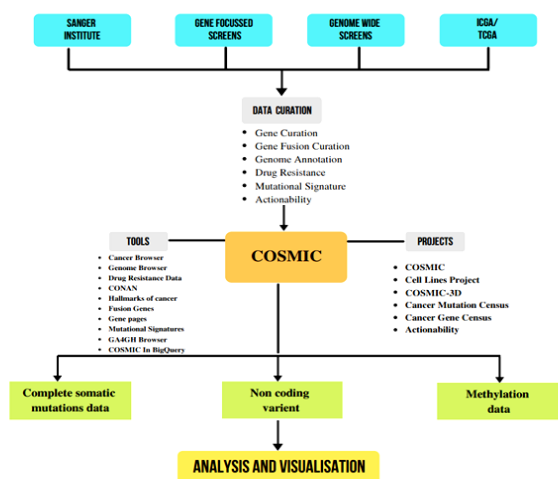 SANGER
INSTITUTE
GENE FOCUSSED
SCREENS
GENOME WIDE
SCREENS
ICGA/
TCGA
DATA CURATION
• Gene Curation
• Gene Fusion Curation
• Genome Annotation
• Drug Resistance
• Mutational Signature
• Actionability
TOOLS
• Cancer Browser
• Genome Browser
• Drug Resistance Data
• CONAN
• Hallmarks of cancer
• Fusion Genes
• Gene pages
• Mutational Signatures
• GA4GH Browser
• COSMIC In BigQuery
COSMIC
PROJECTS
• COSMIC
• Cell Lines Project
• COSMIC-3D
• Cancer Mutation Census
• Cancer Gene Census
• Actionability
Complete somatic
mutations data
Non coding
varient
Methylation
data
ANALYSIS AND VISUALISATION